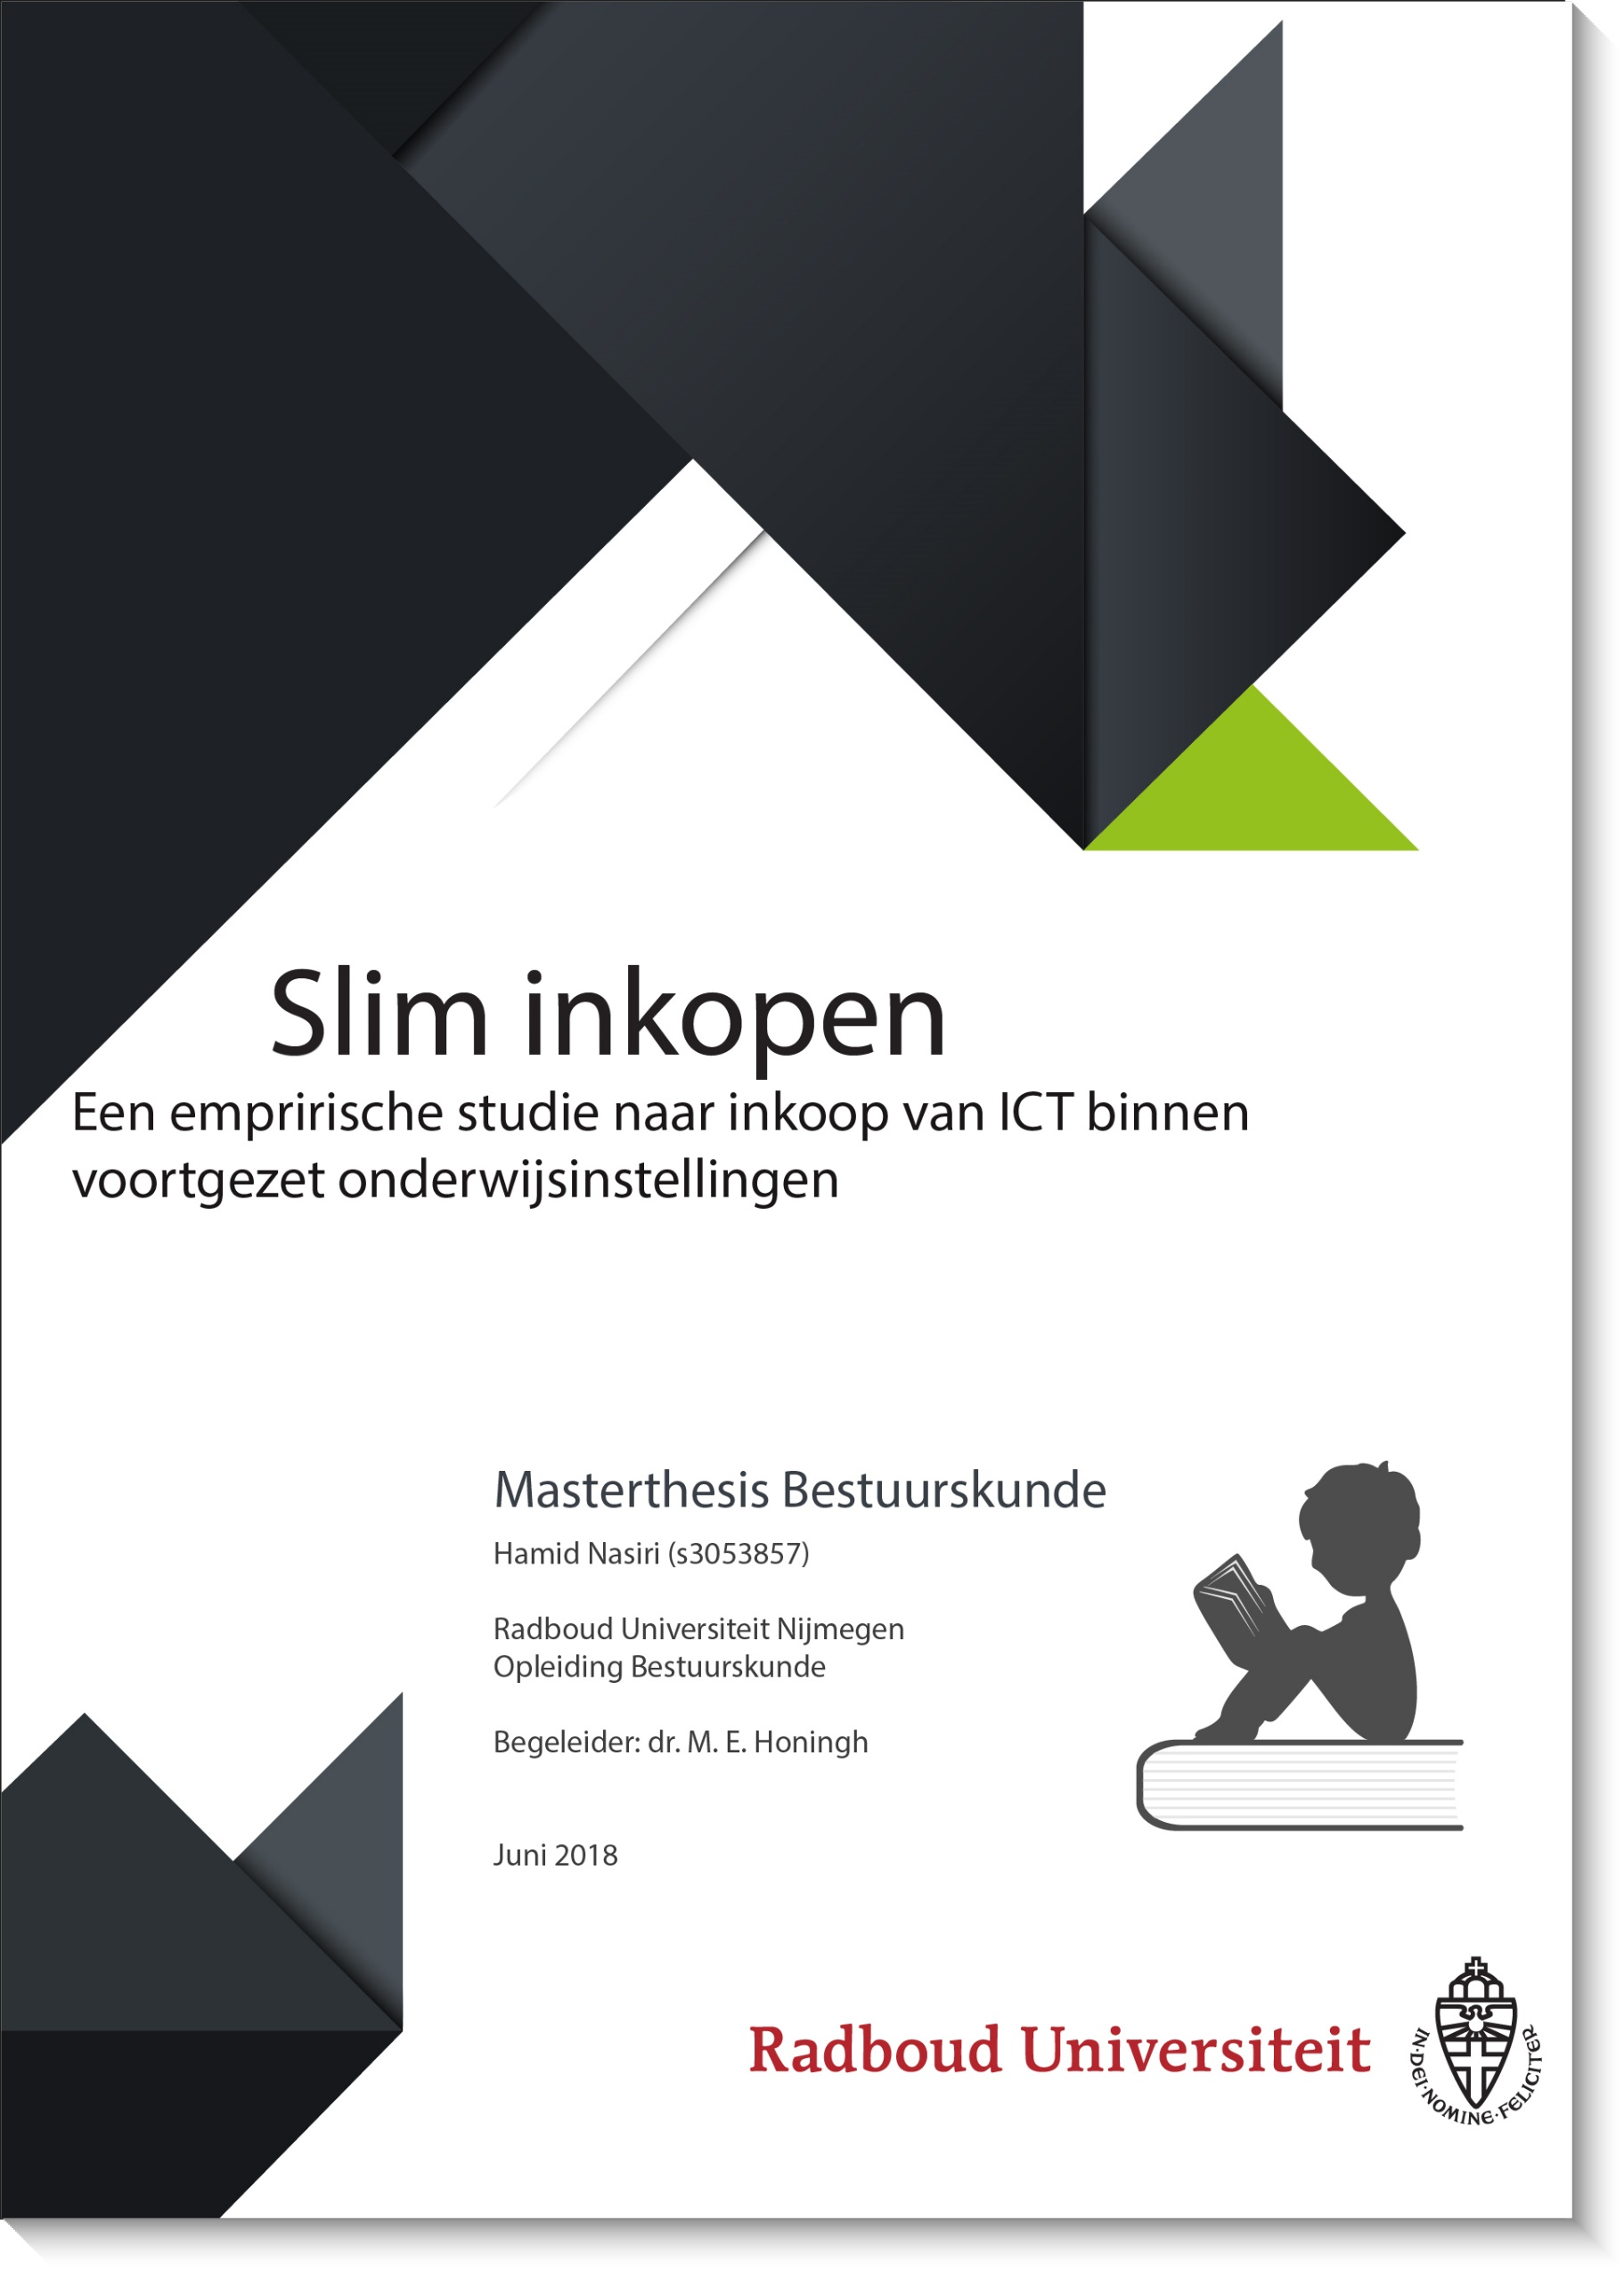 Slim inkopen
Een emprirische studie naar inkoop van ICT binnen
voortgezet onderwijsinstellingen
Masterthesis Bestuurskunde
Hamid Nasiri (s3053857)
Radboud Universiteit Nijmegen
Opleiding Bestuurskunde
Begeleider: dr. M. E. Honingh
Juni 2018
Radboud Universiteit
IN·DEI·NOMINE·FELICITER